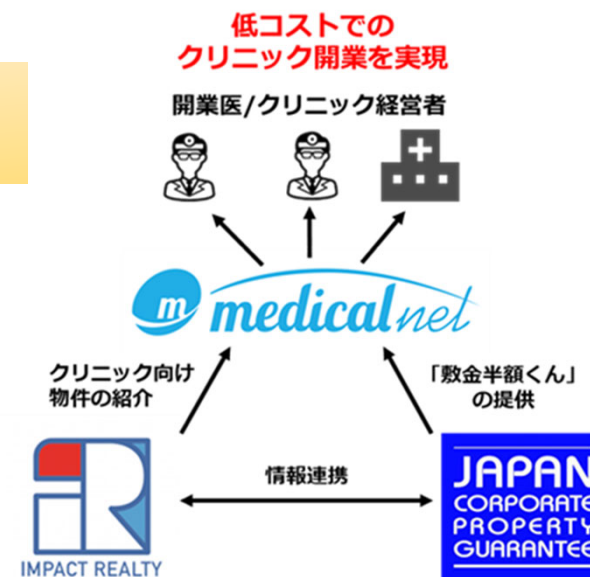 低コストでの
クリニック開業を実現
開業医/クリニック経営者
m medicalnet
クリニック向け
物件の紹介
「敷金半額くん」
の提供
情報連携
iR
IMPACT REALTY
JAPAN
CORPORATE
PROPERTY
GUARANTEE